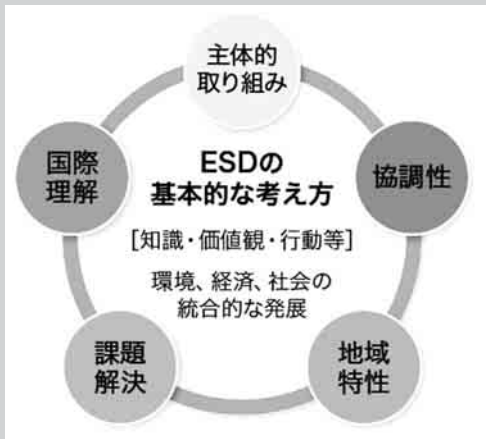 主体的
取り組み
国際
理解
ESDの
基本的な考え方
協調性
[知識・価値観・行動等]
環境、経済、社会の
統合的な発展
課題
解決
地域
特性